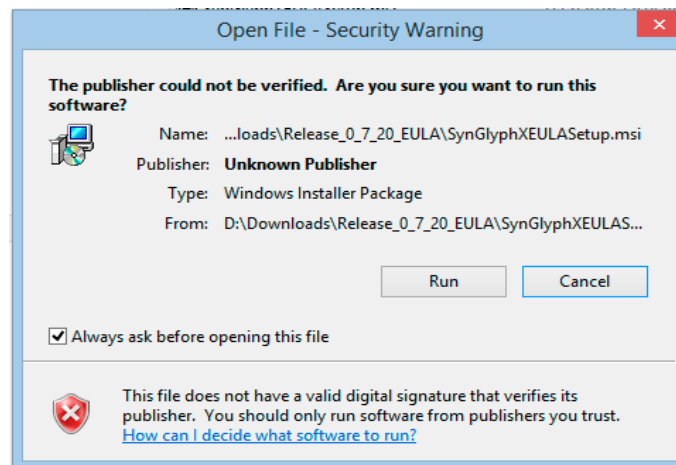 Open File - Security Warning
The publisher could not be verified. Are you sure you want to run this
software?
Name: ...loads\Release_0_7_20_EULA\SynGlyphXEULASetup.msi
Publisher: Unknown Publisher
Type: Windows Installer Package
From: D:\Downloads\Release_0_7_20_EULA\SynGlyphXEULAS...
Run Cancel
Always ask before opening this file
This file does not have a valid digital signature that verifies its
publisher. You should only run software from publishers you trust.
How can I decide what software to run?